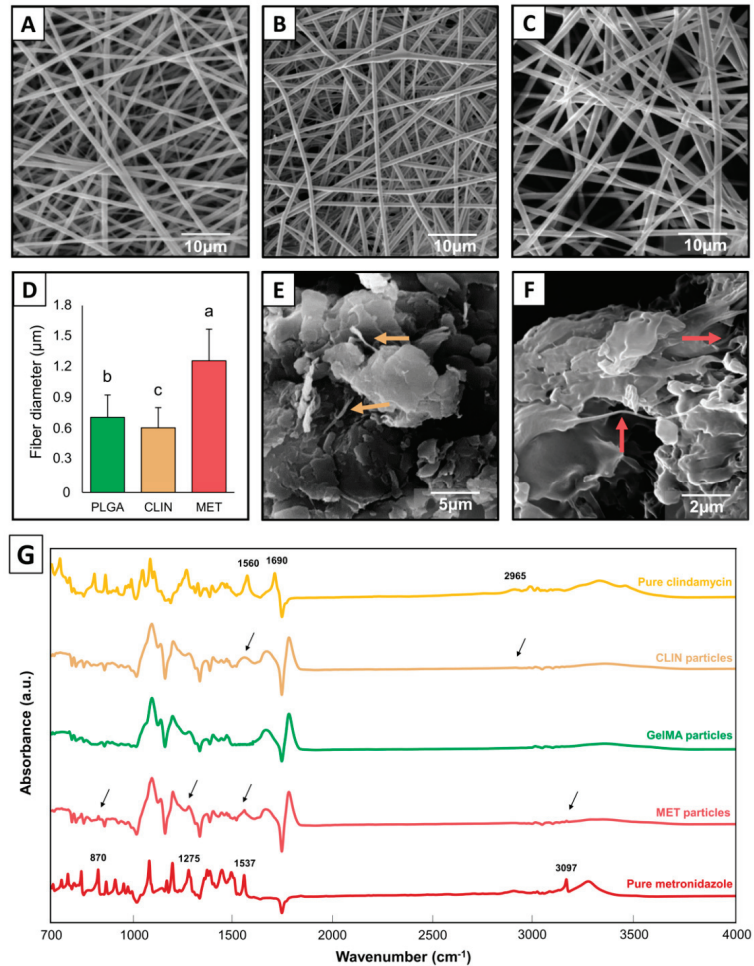 A
B
C
10µm
10µm
10µm
D
1.8
1.5
1.2
0.9
0.6
0.3
0
Fiber diameter (µm)
b
c
a
PLGA CLIN MET
E
5µm
F
2µm
G
1560
1690
2965
Pure clindamycin
CLIN particles
GelMA particles
MET particles
870
1275
1537
3097
Pure metronidazole
Absorbance (a.u.)
700 1000 1500 2000 2500 3000 3500 4000
Wavenumber (cm⁻¹)